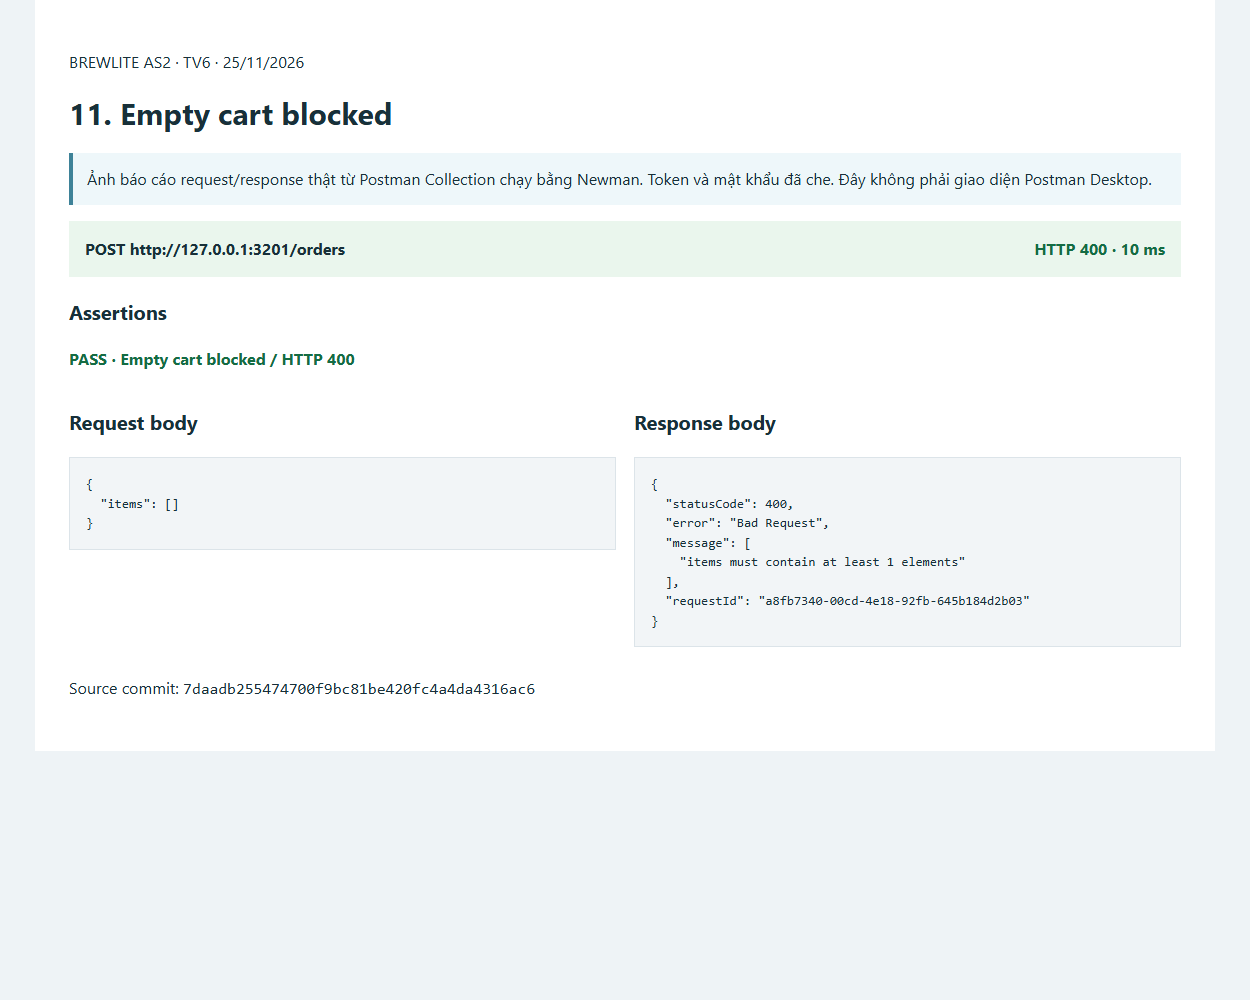 BREWLITE AS2 · TV6 · 25/11/2026
11. Empty cart blocked
Ảnh báo cáo request/response thật từ Postman Collection chạy bằng Newman. Token và mật khẩu đã che. Đây không phải giao diện Postman Desktop.
POST http://127.0.0.1:3201/orders
HTTP 400 · 10 ms
Assertions
PASS · Empty cart blocked / HTTP 400
Request body
{
  "items": []
}
Response body
{
  "statusCode": 400,
  "error": "Bad Request",
  "message": [
    "items must contain at least 1 elements"
  ],
  "requestId": "a8fb7340-00cd-4e18-92fb-645b184d2b03"
}
Source commit: 7daadb255474700f9bc81be420fc4a4da4316ac6